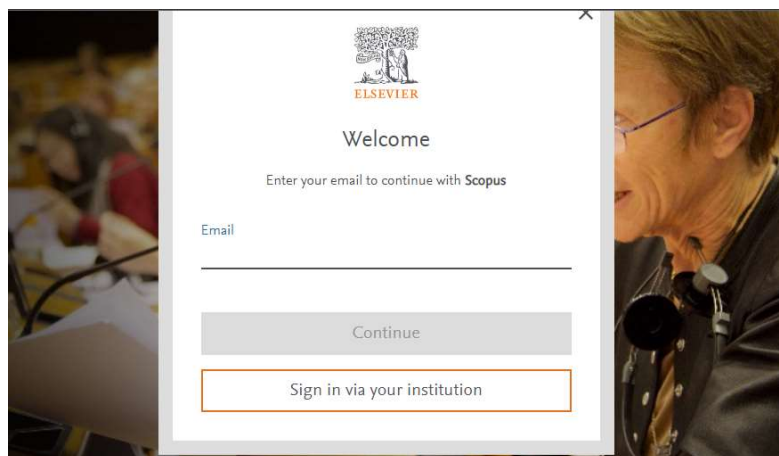 ELSEVIER
Welcome
Enter your email to continue with Scopus
Email
Continue
Sign in via your institution